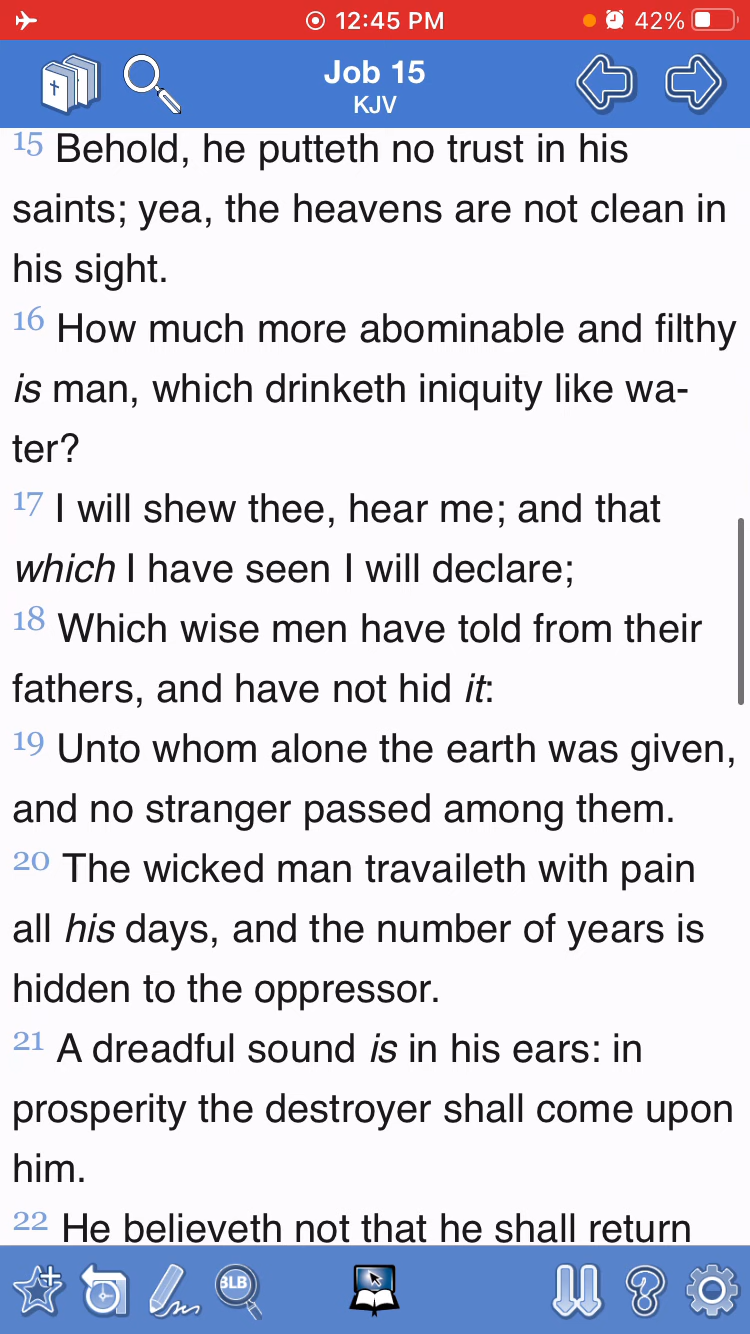 12:45 PM
42%
Job 15
KJV
15 Behold, he putteth no trust in his
saints; yea, the heavens are not clean in
his sight.
16 How much more abominable and filthy
is man, which drinketh iniquity like wa-
ter?
17 I will shew thee, hear me; and that
which I have seen I will declare;
18 Which wise men have told from their
fathers, and have not hid it:
19 Unto whom alone the earth was given,
and no stranger passed among them.
20 The wicked man travaileth with pain
all his days, and the number of years is
hidden to the oppressor.
21 A dreadful sound is in his ears: in
prosperity the destroyer shall come upon
him.
22 He believeth not that he shall return
BLB